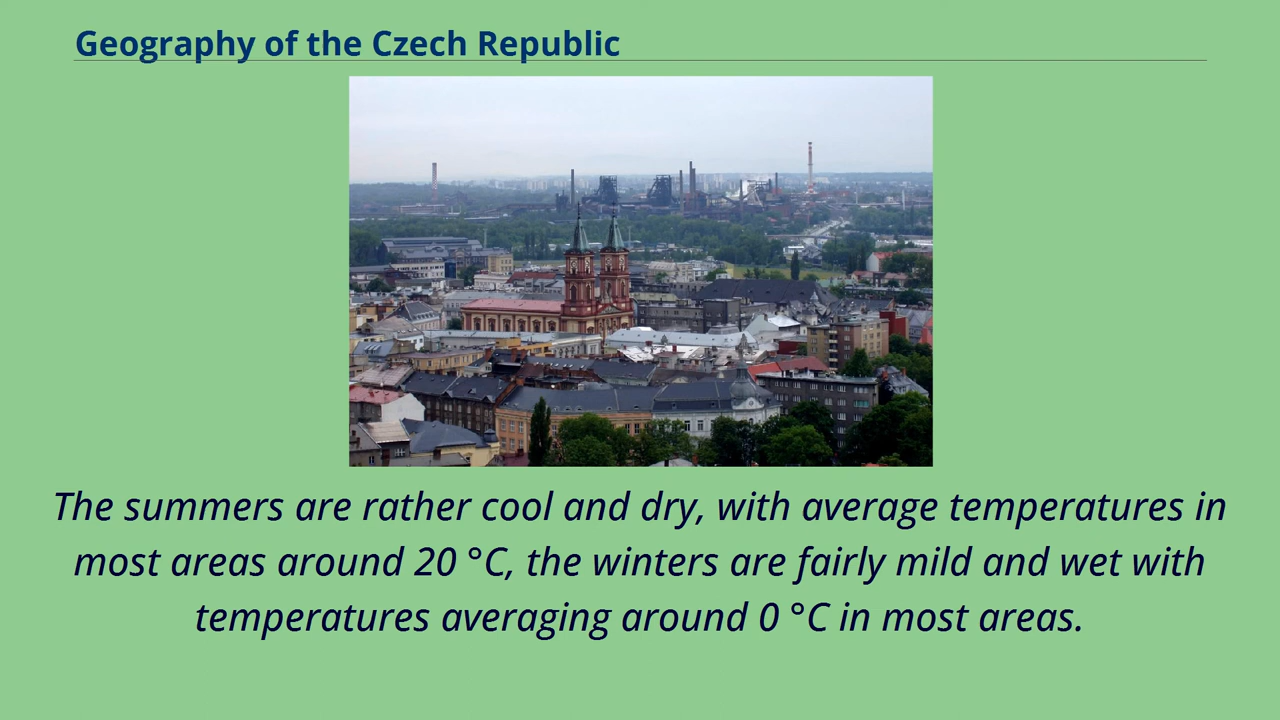 Geography of the Czech Republic
The summers are rather cool and dry, with average temperatures in
most areas around 20 °C, the winters are fairly mild and wet with
temperatures averaging around 0 °C in most areas.